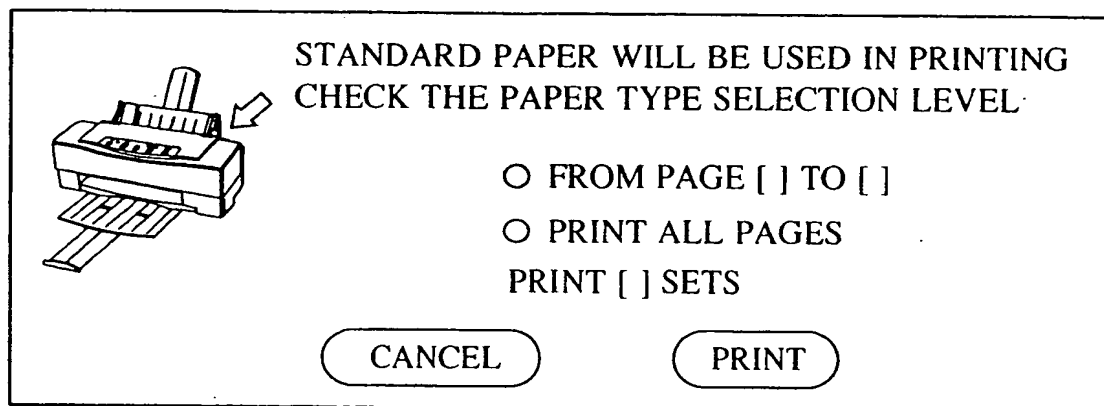 STANDARD PAPER WILL BE USED IN PRINTING
CHECK THE PAPER TYPE SELECTION LEVEL
○ FROM PAGE [ ] TO [ ]
○ PRINT ALL PAGES
PRINT [ ] SETS
CANCEL
PRINT